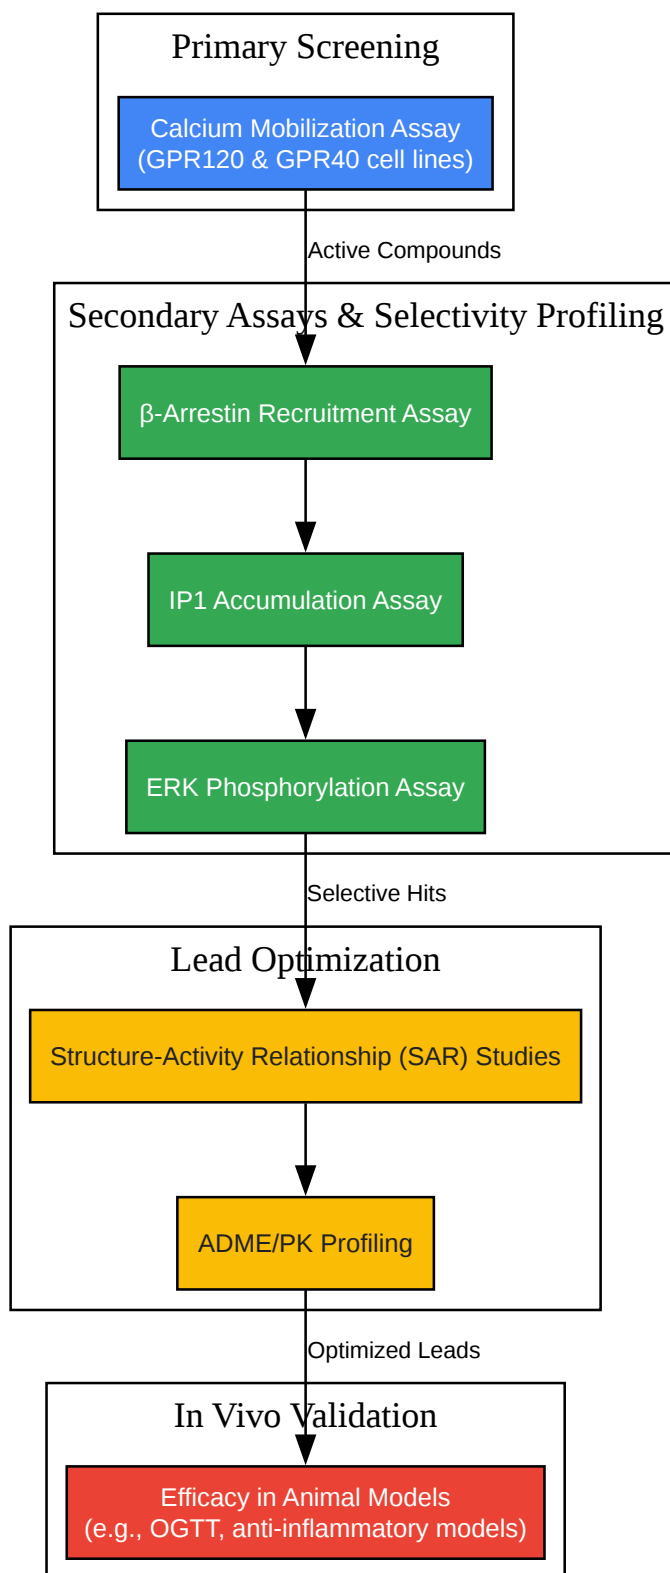 Primary Screening
Calcium Mobilization Assay
(GPR120 & GPR40 cell lines)
Active Compounds
Secondary Assays & Selectivity Profiling
β-Arrestin Recruitment Assay
IP1 Accumulation Assay
ERK Phosphorylation Assay
Selective Hits
Lead Optimization
Structure-Activity Relationship (SAR) Studies
ADME/PK Profiling
Optimized Leads
In Vivo Validation
Efficacy in Animal Models
(e.g., OGTT, anti-inflammatory models)